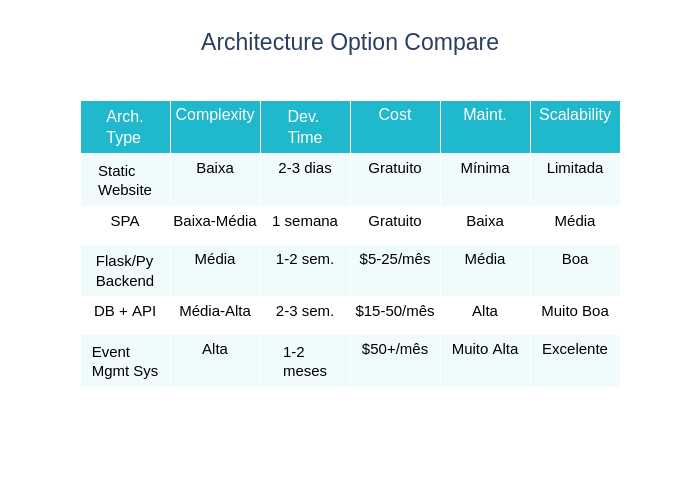 Architecture Option Compare
Arch. Type Complexity Dev. Time Cost Maint. Scalability
Static Website Baixa 2-3 dias Gratuito Mínima Limitada
SPA Baixa-Média 1 semana Gratuito Baixa Média
Flask/Py Backend Média 1-2 sem. $5-25/mês Média Boa
DB + API Média-Alta 2-3 sem. $15-50/mês Alta Muito Boa
Event Mgmt Sys Alta 1-2 meses $50+/mês Muito Alta Excelente